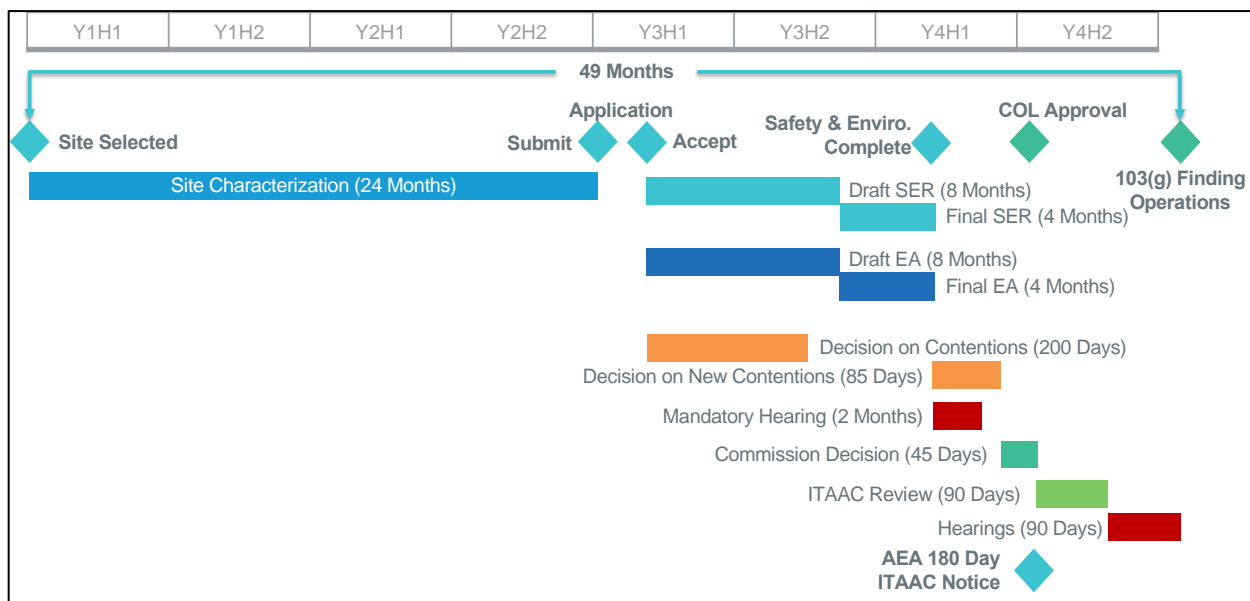 Y1H1
Y1H2
Y2H1
Y2H2
Y3H1
Y3H2
Y4H1
Y4H2
49 Months
Site Selected
Application
Submit
Accept
Safety & Enviro.
Complete
COL Approval
103(g) Finding
Operations
Site Characterization (24 Months)
Draft SER (8 Months)
Final SER (4 Months)
Draft EA (8 Months)
Final EA (4 Months)
Decision on Contentions (200 Days)
Decision on New Contentions (85 Days)
Mandatory Hearing (2 Months)
Commission Decision (45 Days)
ITAAC Review (90 Days)
Hearings (90 Days)
AEA 180 Day
ITAAC Notice